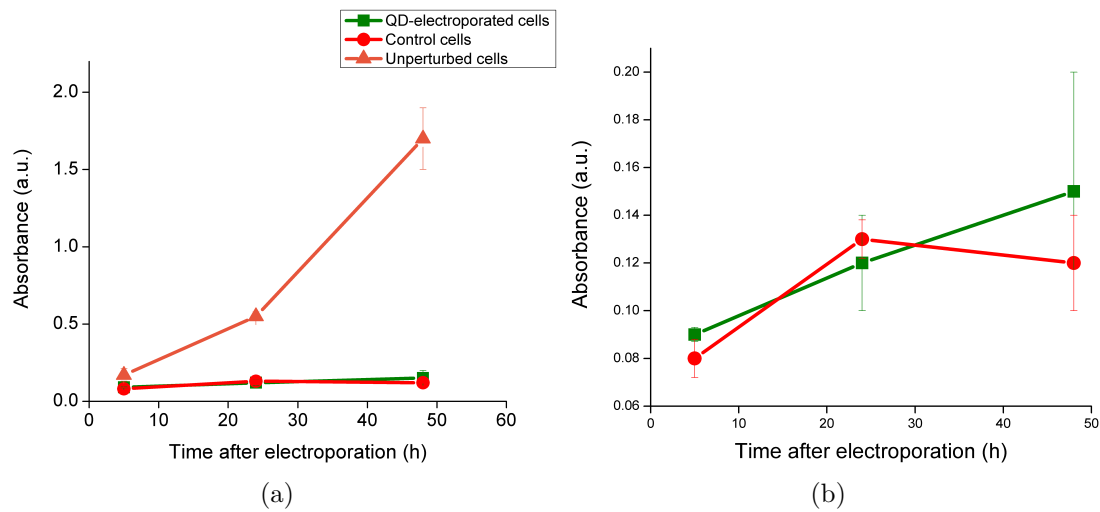 QD-electroporated cells
Control cells
Unperturbed cells
2.0
1.5
1.0
0.5
0.0
Absorbance (a.u.)
0 10 20 30 40 50 60
Time after electroporation (h)
(a)
0.20
0.18
0.16
0.14
0.12
0.10
0.08
0.06
Absorbance (a.u.)
0 10 20 30 40 50
Time after electroporation (h)
(b)